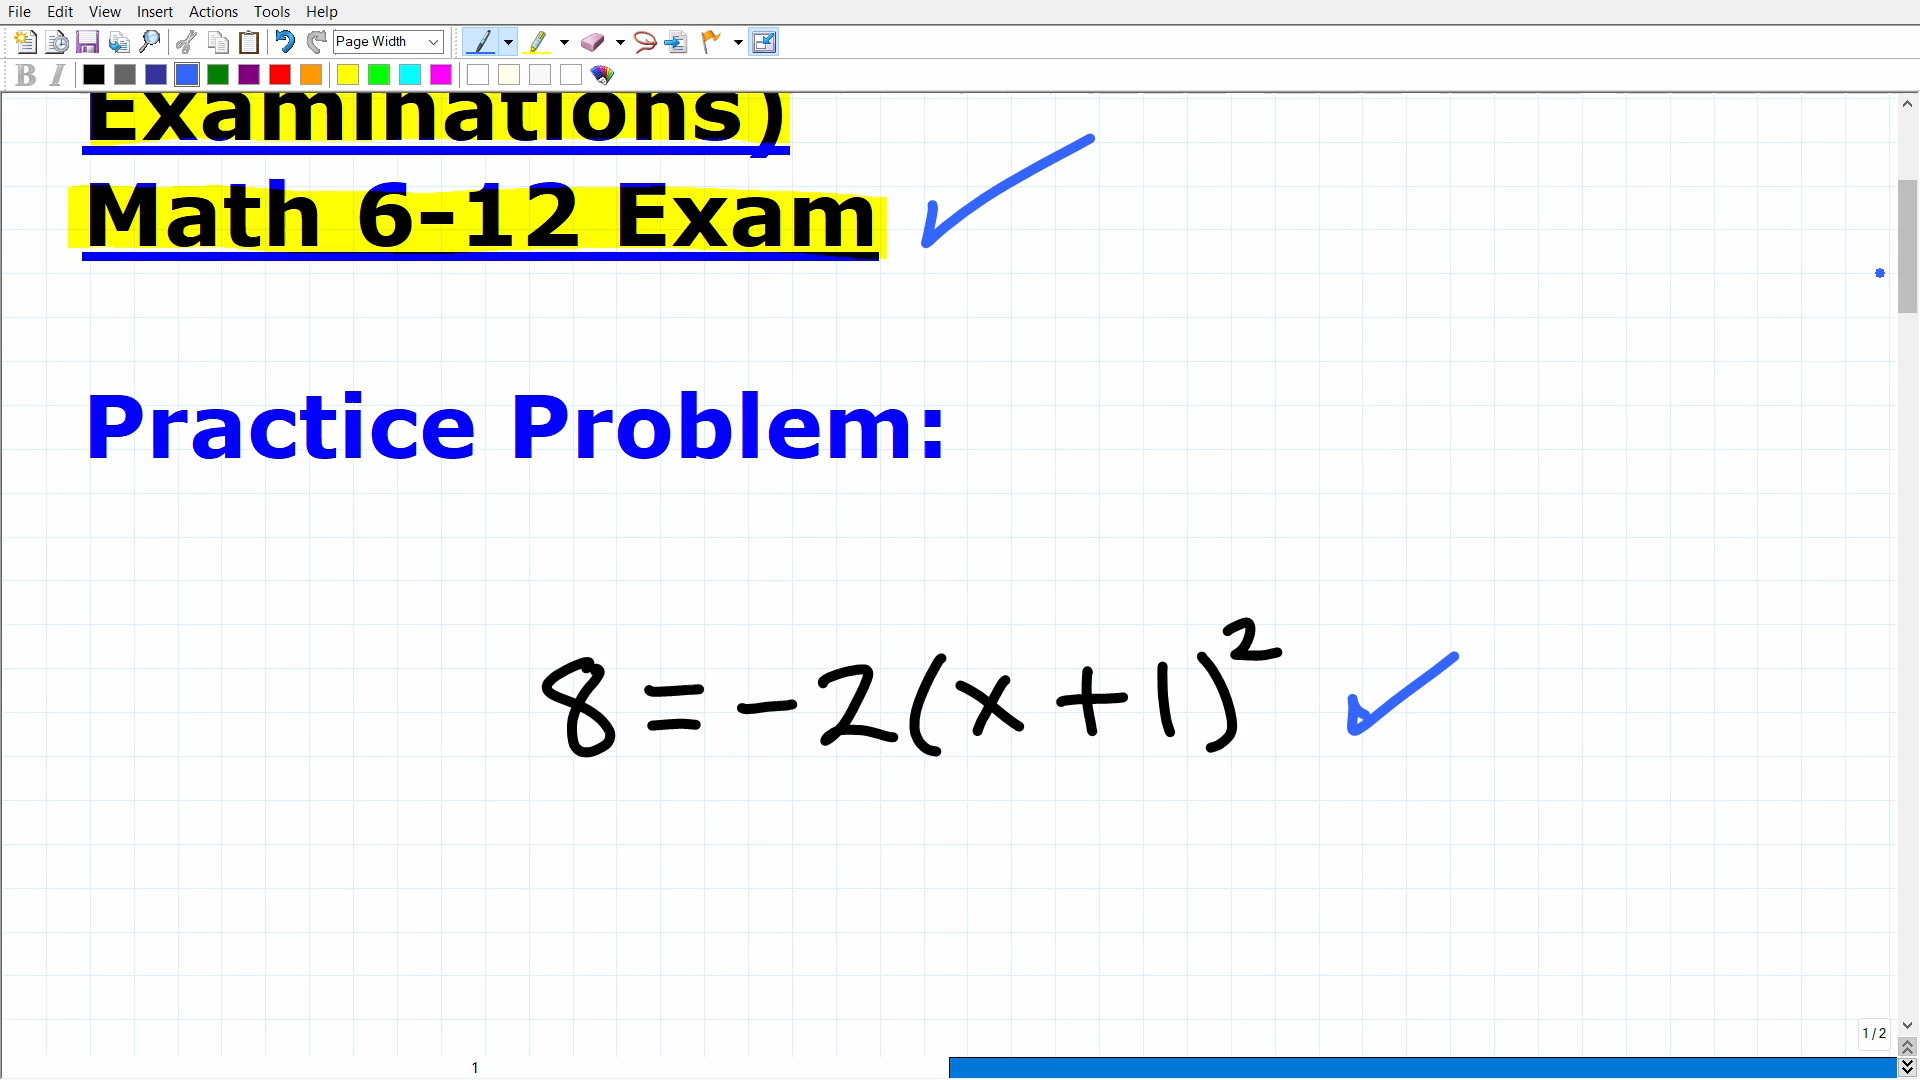 File Edit View Insert Actions Tools Help
Page Width
B I
Examinations)
Math 6-12 Exam
Practice Problem:
8 = -2(x+1)²
1 / 2
1